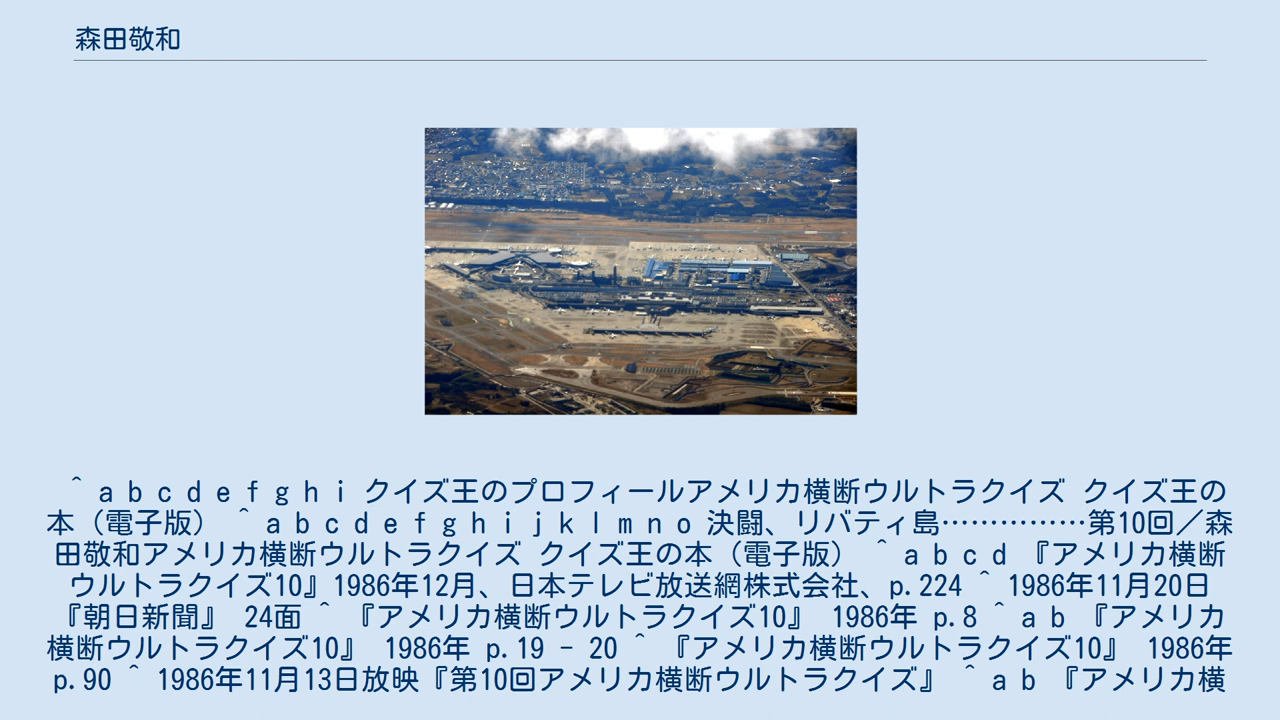 森田敬和
^ a b c d e f g h i クイズ王のプロフィールアメリカ横断ウルトラクイズ クイズ王の
本（電子版） ^ a b c d e f g h i j k l m n o 決闘、リバティ島……………第10回／森
田敬和アメリカ横断ウルトラクイズ クイズ王の本（電子版） ^ a b c d 『アメリカ横断
ウルトラクイズ10』1986年12月、日本テレビ放送網株式会社、p.224 ^ 1986年11月20日
『朝日新聞』 24面 ^ 『アメリカ横断ウルトラクイズ10』 1986年 p.8 ^ a b 『アメリカ
横断ウルトラクイズ10』 1986年 p.19 - 20 ^ 『アメリカ横断ウルトラクイズ10』 1986年
p.90 ^ 1986年11月13日放映『第10回アメリカ横断ウルトラクイズ』 ^ a b 『アメリカ横